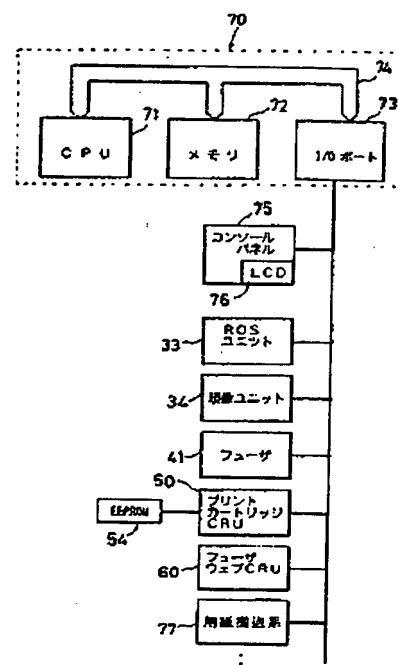 70
74
71
72
73
CPU
メモリ
I/Oポート
75
コンソール
パネル
LCD
76
ROS
ユニット
33
現像ユニット
34
フューザ
41
50
プリント
カートリッジ
CRU
EEPROM
54
フューザ
ウェブCRU
60
用紙搬送系
77